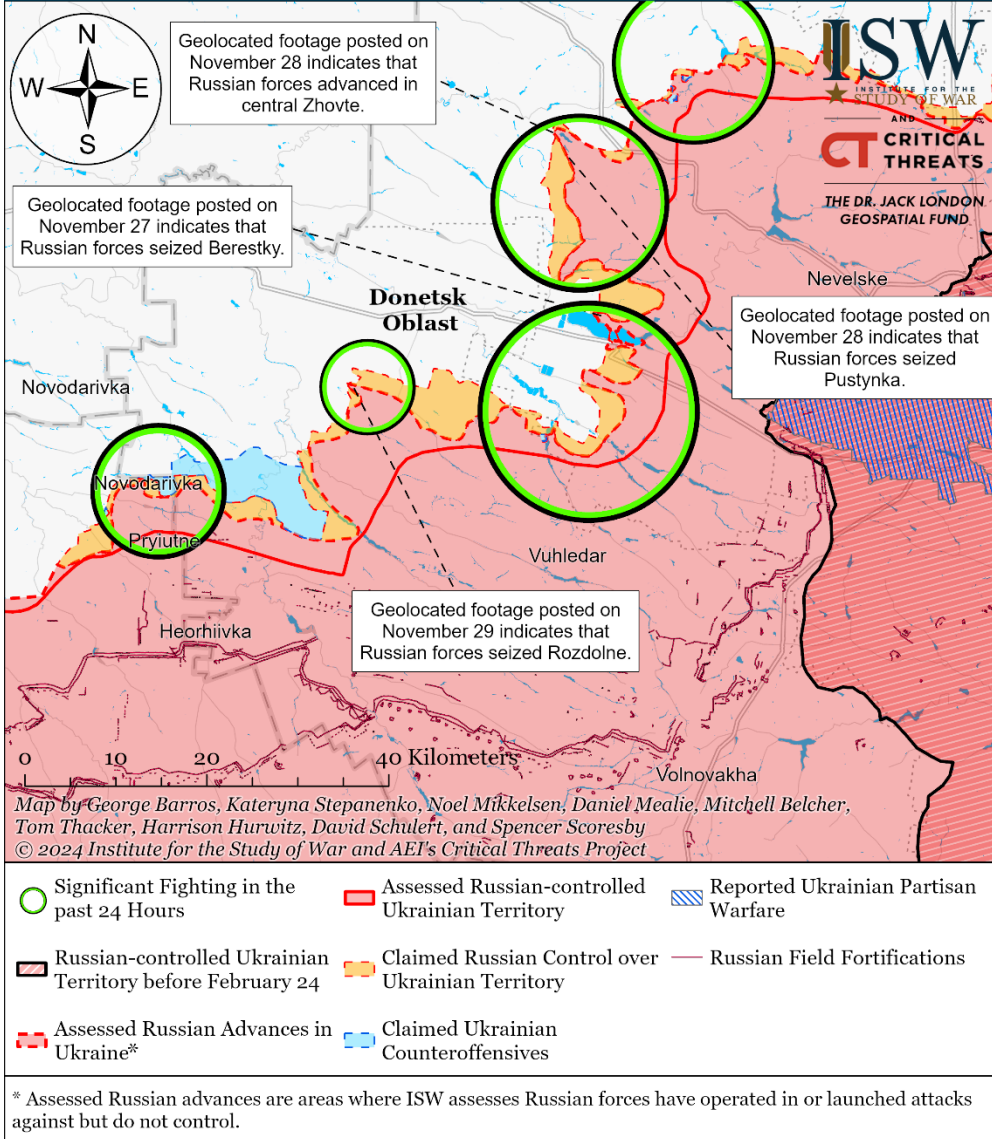 N
W
E
S
Geolocated footage posted on
November 28 indicates that
Russian forces advanced in
central Zhovte.
ISW
INSTITUTE FOR THE
STUDY OF WAR
AND
CT CRITICAL
THREATS
THE DR. JACK LONDON
GEOSPATIAL FUND
Geolocated footage posted on
November 27 indicates that
Russian forces seized Berestky.
Nevelske
Donetsk
Oblast
Geolocated footage posted on
November 28 indicates that
Russian forces seized
Pustynka.
Novodarivka
Novodarivka
Pryiutne
Vuhledar
Geolocated footage posted on
November 29 indicates that
Russian forces seized Rozdolne.
Heorhiivka
0 10 20 40 Kilometers
Volnovakha
Map by George Barros, Kateryna Stepanenko, Noel Mikkelsen, Daniel Mealie, Mitchell Belcher,
Tom Thacker, Harrison Hurwitz, David Schulert, and Spencer Scoresby
© 2024 Institute for the Study of War and AEI's Critical Threats Project
Significant Fighting in the
past 24 Hours
Assessed Russian-controlled
Ukrainian Territory
Reported Ukrainian Partisan
Warfare
Russian-controlled Ukrainian
Territory before February 24
Claimed Russian Control over
Ukrainian Territory
Russian Field Fortifications
Assessed Russian Advances in
Ukraine*
Claimed Ukrainian
Counteroffensives
* Assessed Russian advances are areas where ISW assesses Russian forces have operated in or launched attacks
against but do not control.